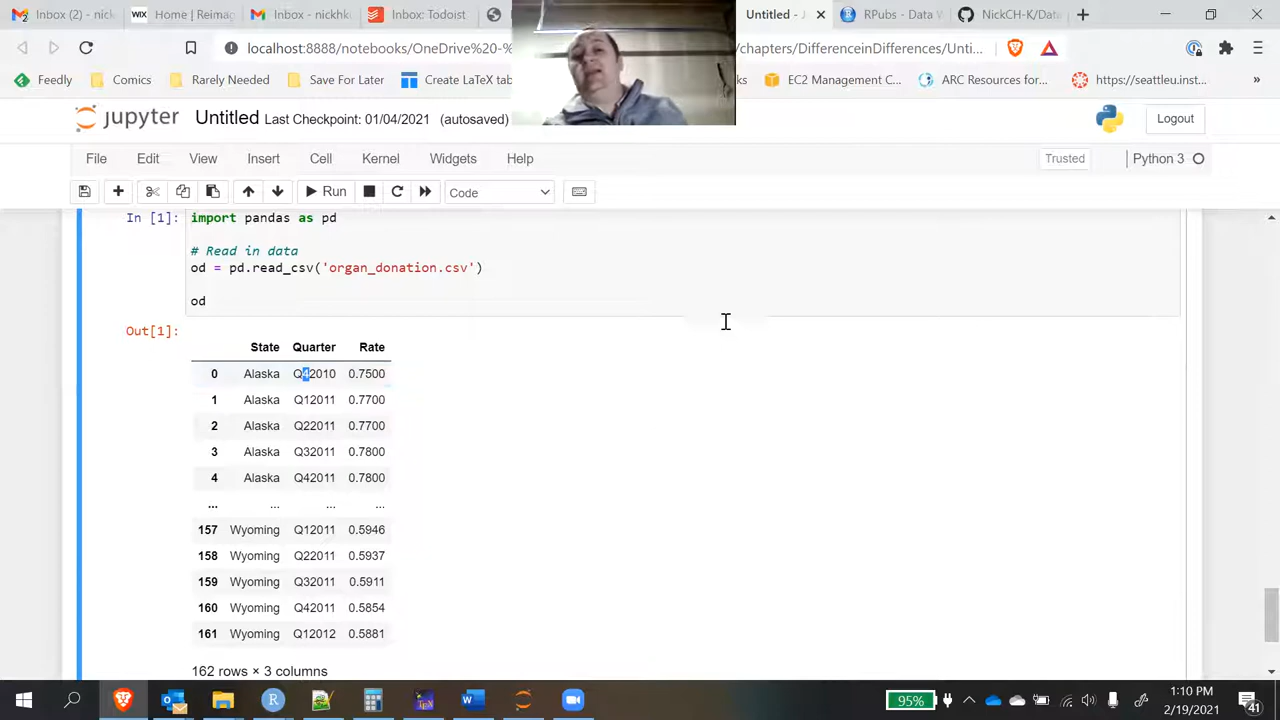 Inbox (2) - n
Home | Reimag
Inbox - nickhk
Inbox: Todoist
Untitled - J
RPubs - Data W
NickCH-K/Data
localhost:8888/notebooks/OneDrive%20-%
/chapters/DifferenceinDifferences/Unti...
Feedly
Comics
Rarely Needed
Save For Later
Create LaTeX tab
ks
EC2 Management C...
ARC Resources for...
https://seattleu.inst...
»
jupyter Untitled Last Checkpoint: 01/04/2021 (autosaved)
Logout
File Edit View Insert Cell Kernel Widgets Help
Trusted
Python 3
Run
Code
In [1]: import pandas as pd
# Read in data
od = pd.read_csv('organ_donation.csv')
od
Out[1]:
State Quarter Rate
0 Alaska Q42010 0.7500
1 Alaska Q12011 0.7700
2 Alaska Q22011 0.7700
3 Alaska Q32011 0.7800
4 Alaska Q42011 0.7800
... ... ... ...
157 Wyoming Q12011 0.5946
158 Wyoming Q22011 0.5937
159 Wyoming Q32011 0.5911
160 Wyoming Q42011 0.5854
161 Wyoming Q12012 0.5881
162 rows × 3 columns
95%
1:10 PM
2/19/2021
41